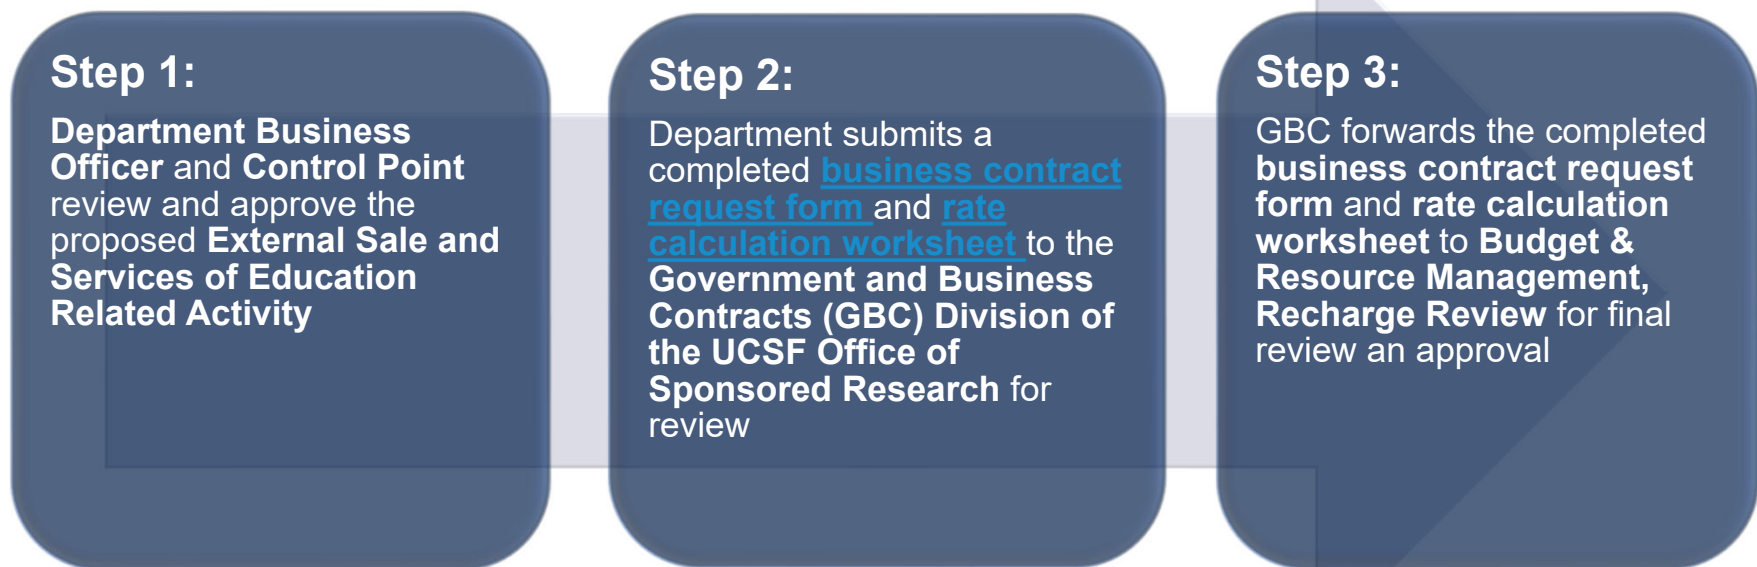 Step 1:
Department Business
Officer and Control Point
review and approve the
proposed External Sale and
Services of Education
Related Activity
Step 2:
Department submits a
completed business contract
request form and rate
calculation worksheet to the
Government and Business
Contracts (GBC) Division of
the UCSF Office of
Sponsored Research for
review
Step 3:
GBC forwards the completed
business contract request
form and rate calculation
worksheet to Budget &
Resource Management,
Recharge Review for final
review an approval